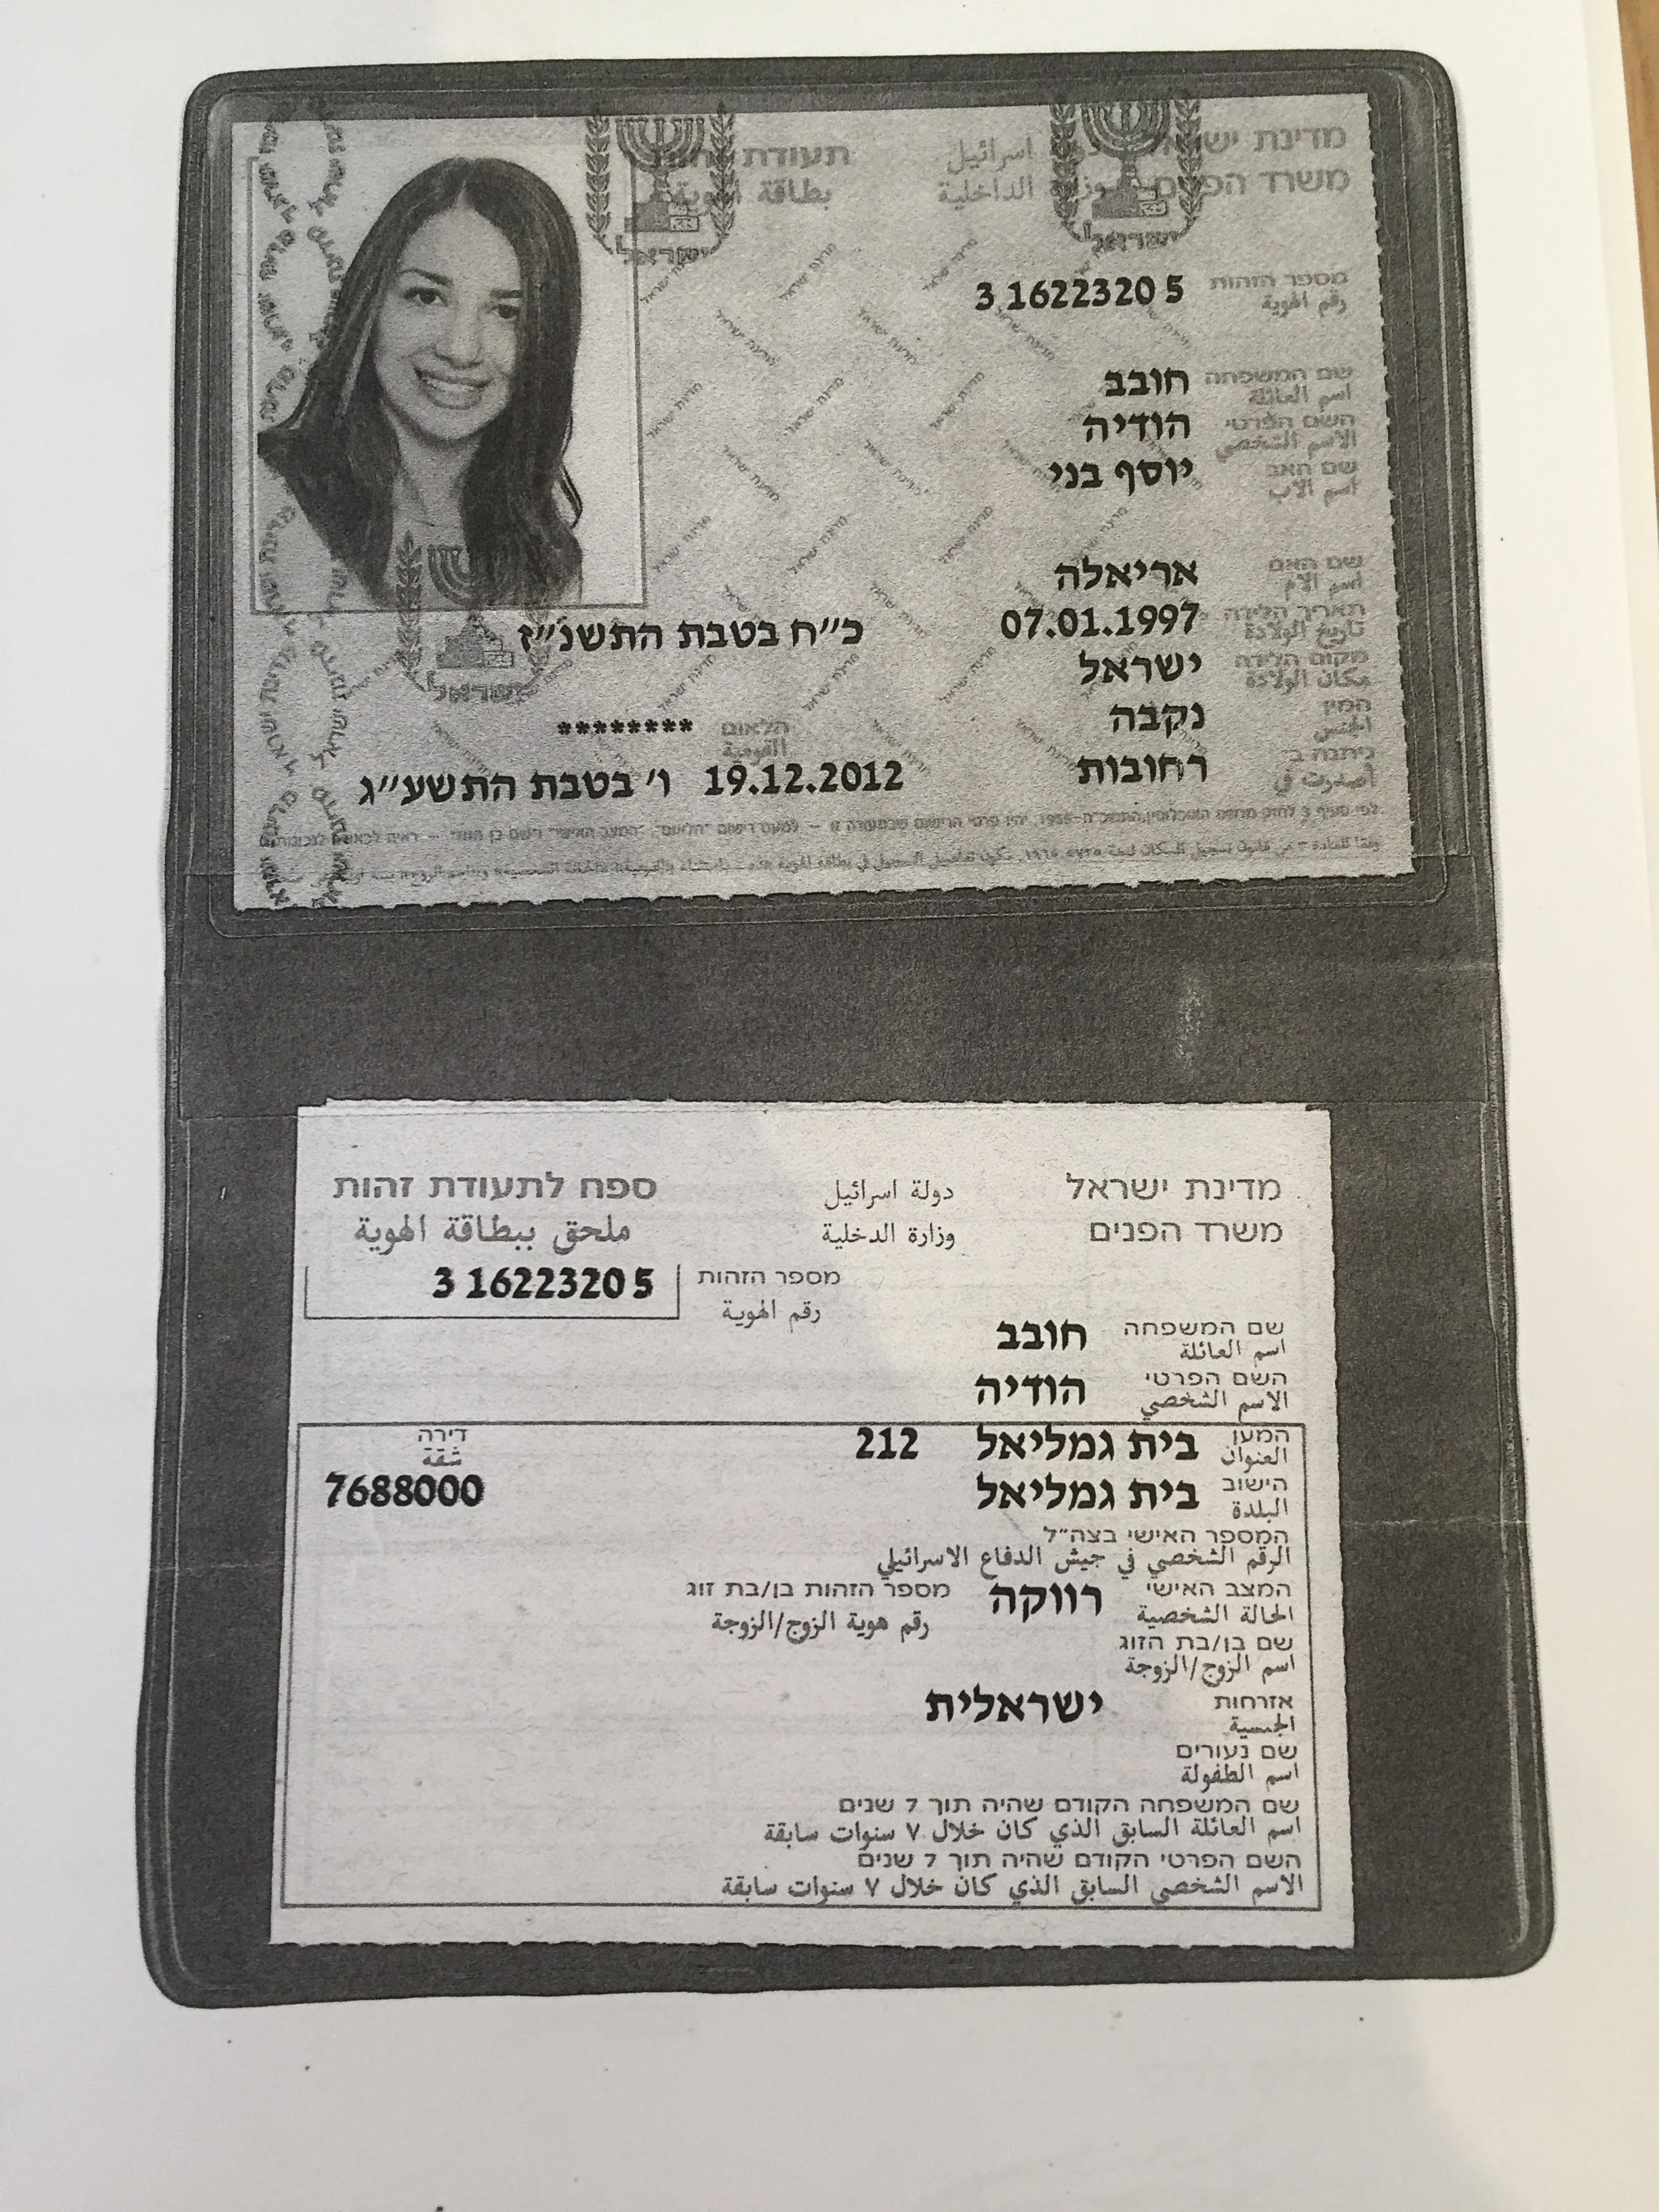 מדינת ישראל دولة اسرائيل תעודת זהות
משרד הפנים وزارة الداخلية بطاقة الهوية
ישראל ישראל
מספר הזהות 3 1622320 5
رقم الهوية
שם המשפחה חובב
اسم العائلة
השם הפרטי הודיה
الاسم الشخصي
שם האב יוסף בני
اسم الاب
שם האם אריאלה
اسم الام
תאריך הלידה 07.01.1997 כ״ח בטבת התשנ״ז
تاريخ الولادة
מקום הלידה ישראל
مكان الولادة
ישראל
המין נקבה הלאום ********
الجنس القومية
ניתנה ב רחובות 19.12.2012 ו' בטבת התשע״ג
أصدرت في
מדינת ישראל دولة اسرائيل ספח לתעודת זהות
משרד הפנים وزارة الدخلية ملحق ببطاقة الهوية
מספר הזהות 3 1622320 5
رقم الهوية
שם המשפחה חובב
اسم العائلة
השם הפרטי הודיה
الاسم الشخصي
המען בית גמליאל 212 דירה
العنوان شقة
הישוב בית גמליאל 7688000
البلدة
המספר האישי בצה״ל
الرقم الشخصي في جيش الدفاع الاسرائيلي
המצב האישי רווקה מספר הזהות בן/בת זוג
الحالة الشخصية رقم هوية الزوج/الزوجة
שם בן/בת הזוג
اسم الزوج/الزوجة
אזרחות ישראלית
الجنسية
שם נעורים
اسم الطفولة
שם המשפחה הקודם שהיה תוך 7 שנים
اسم العائلة السابق الذي كان خلال ٧ سنوات سابقة
השם הפרטי הקודם שהיה תוך 7 שנים
الاسم الشخصي السابق الذي كان خلال ٧ سنوات سابقة